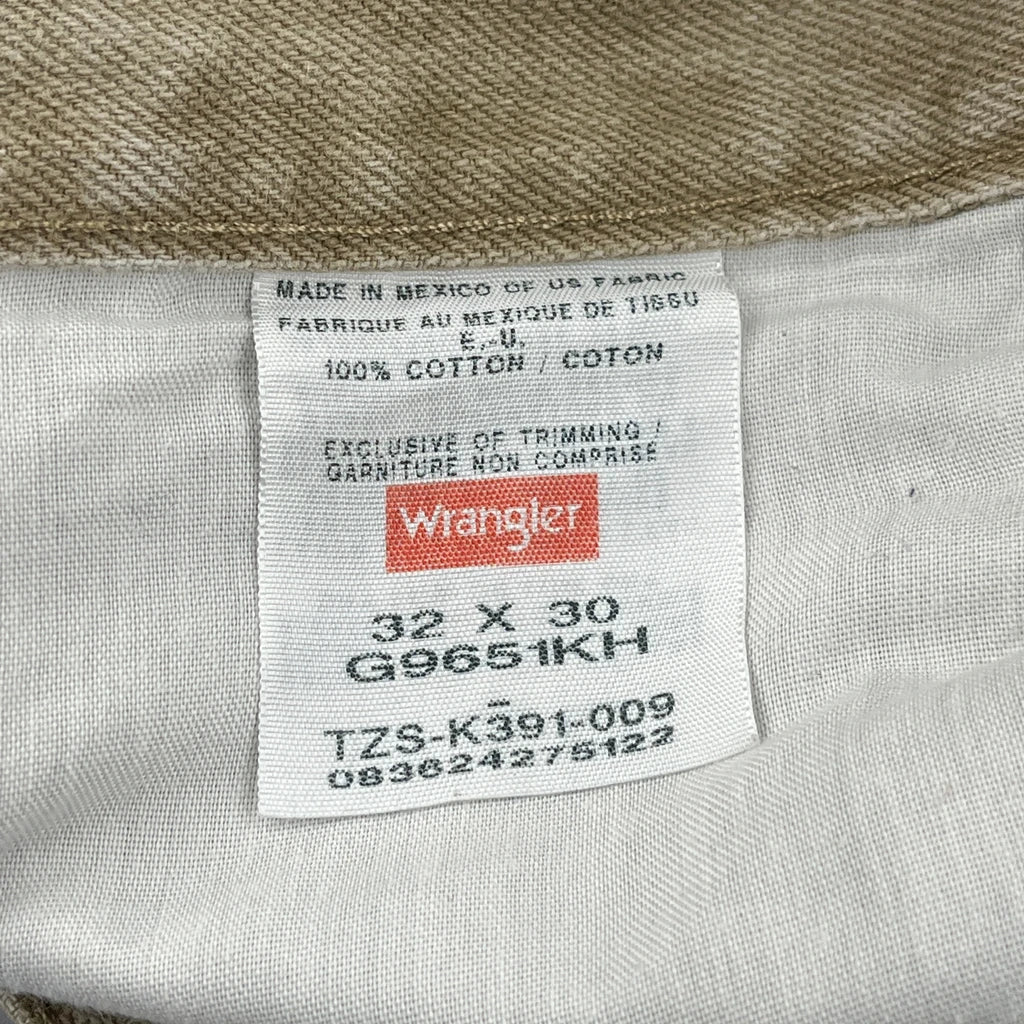 MADE IN MEXICO OF US FABRIC
FABRIQUE AU MEXIQUE DE TISSU
E.-U.
100% COTTON / COTON
EXCLUSIVE OF TRIMMING /
GARNITURE NON COMPRISE
Wrangler
32 X 30
G9651KH
TZS-K391-009
083624275122